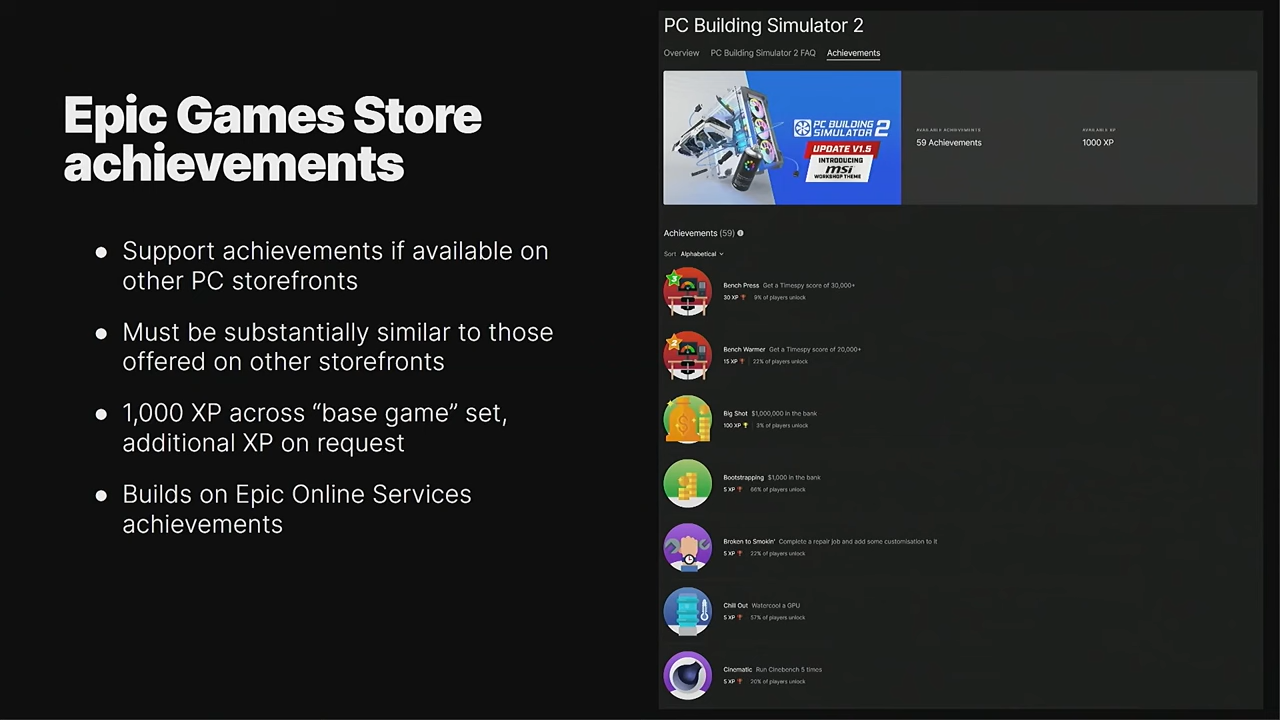 Epic Games Store
achievements
● Support achievements if available on
other PC storefronts
● Must be substantially similar to those
offered on other storefronts
● 1,000 XP across “base game” set,
additional XP on request
● Builds on Epic Online Services
achievements
PC Building Simulator 2
Overview PC Building Simulator 2 FAQ Achievements
PC BUILDING
SIMULATOR 2
UPDATE V1.5
INTRODUCING
msi
WORKSHOP THEME
AVAILABLE ACHIEVEMENTS AVAILABLE XP
59 Achievements 1000 XP
Achievements (59)
Sort Alphabetical
3
Bench Press Get a Timespy score of 30,000+
30 XP 9% of players unlock
2
Bench Warmer Get a Timespy score of 20,000+
15 XP 22% of players unlock
Big Shot $1,000,000 in the bank
100 XP 3% of players unlock
Bootstrapping $1,000 in the bank
5 XP 66% of players unlock
Broken to Smokin' Complete a repair job and add some customisation to it
5 XP 22% of players unlock
Chill Out Watercool a GPU
5 XP 57% of players unlock
Cinematic Run Cinebench 5 times
5 XP 20% of players unlock